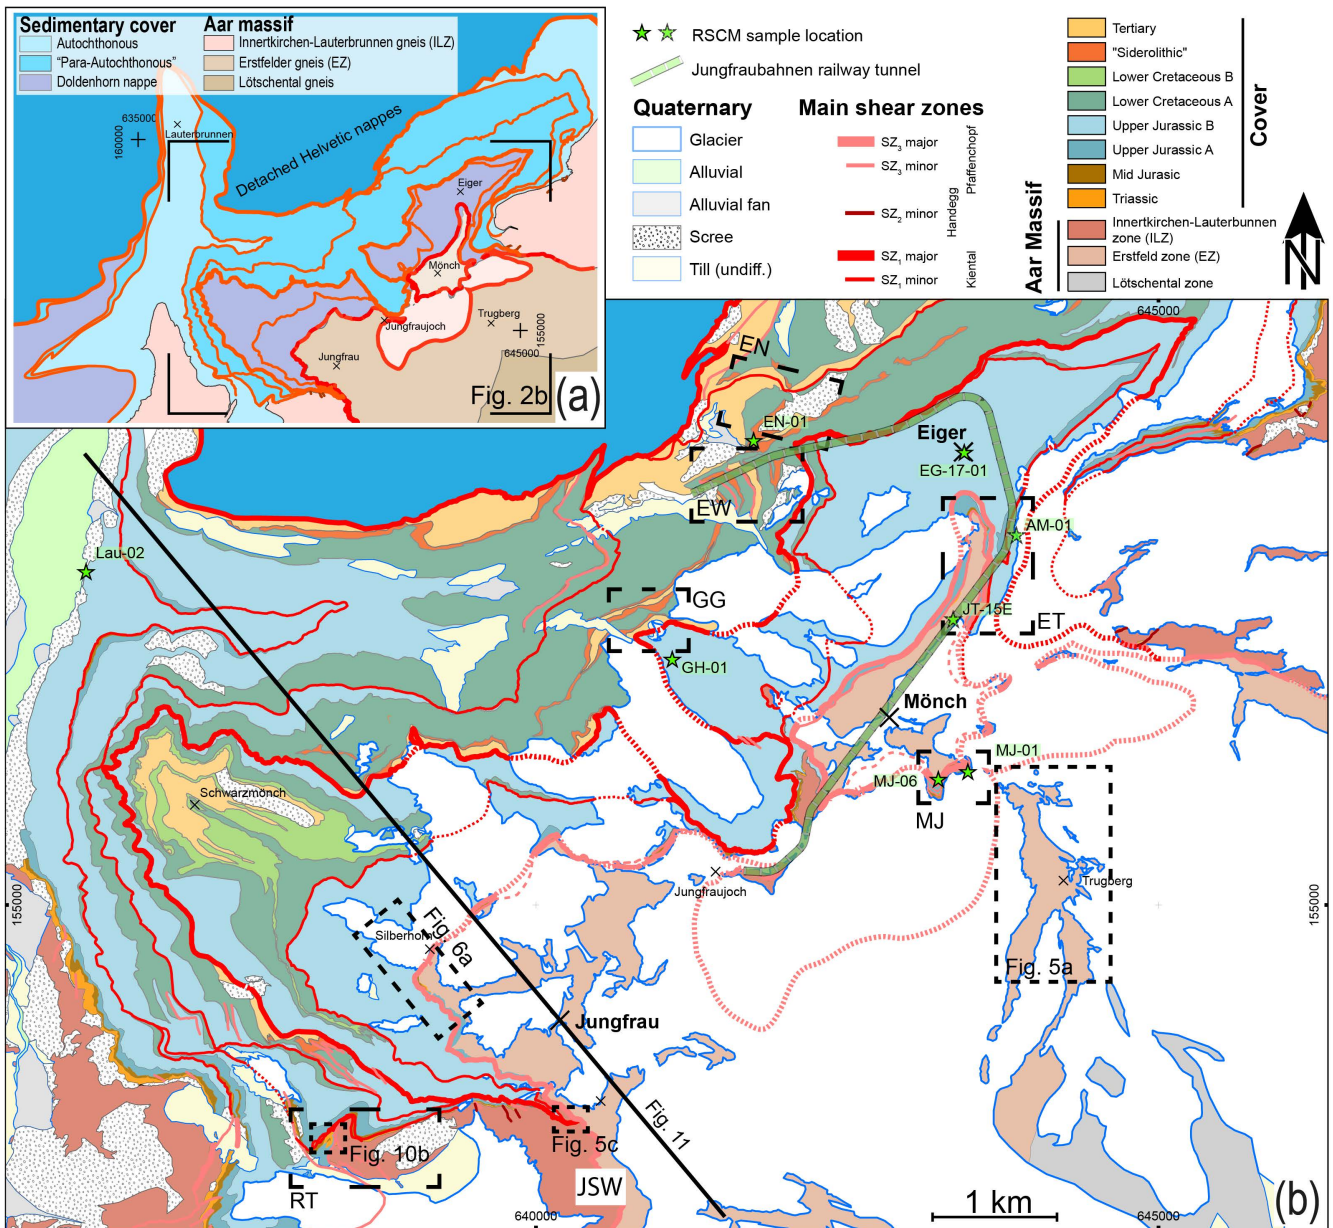 Sedimentary cover
Autochthonous
"Para-Autochthonous"
Doldenhorn nappe
Aar massif
Innertkirchen-Lauterbrunnen gneis (ILZ)
Erstfelder gneis (EZ)
Lötschental gneis
635000
160000
Lauterbrunnen
Detached Helvetic nappes
Eiger
Mönch
Jungfraujoch
Trugberg
155000
645000
Jungfrau
Fig. 2b
(a)
RSCM sample location
Jungfraubahnen railway tunnel
Quaternary
Glacier
Alluvial
Alluvial fan
Scree
Till (undiff.)
Main shear zones
SZ3 major
SZ3 minor
SZ2 minor
SZ1 major
SZ1 minor
Pfaffenchopf
Handegg
Kiental
Tertiary
"Siderolithic"
Lower Cretaceous B
Lower Cretaceous A
Upper Jurassic B
Upper Jurassic A
Mid Jurasic
Triassic
Cover
Innertkirchen-Lauterbunnen
zone (ILZ)
Erstfeld zone (EZ)
Lötschental zone
Aar Massif
N
645000
EN
EN-01
Eiger
EG-17-01
EW
AM-01
Lau-02
GG
JT-15E
ET
GH-01
Mönch
MJ-01
MJ-06
MJ
Schwarzmönch
Jungfraujoch
Trugberg
155000
155000
Silberhorn
Fig. 6a
Fig. 5a
Jungfrau
Fig. 11
Fig. 10b
Fig. 5c
RT
JSW
1 km
(b)
640000
645000